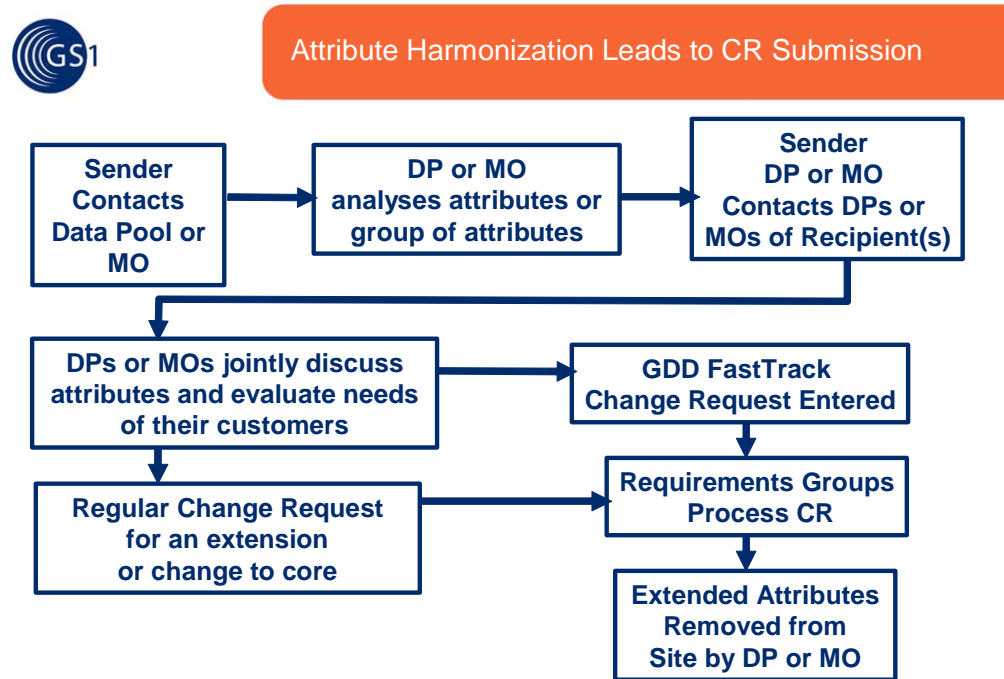 GS1
Attribute Harmonization Leads to CR Submission
Sender
Contacts
Data Pool or
MO
DP or MO
analyses attributes or
group of attributes
Sender
DP or MO
Contacts DPs or
MOs of Recipient(s)
DPs or MOs jointly discuss
attributes and evaluate needs
of their customers
GDD FastTrack
Change Request Entered
Regular Change Request
for an extension
or change to core
Requirements Groups
Process CR
Extended Attributes
Removed from
Site by DP or MO